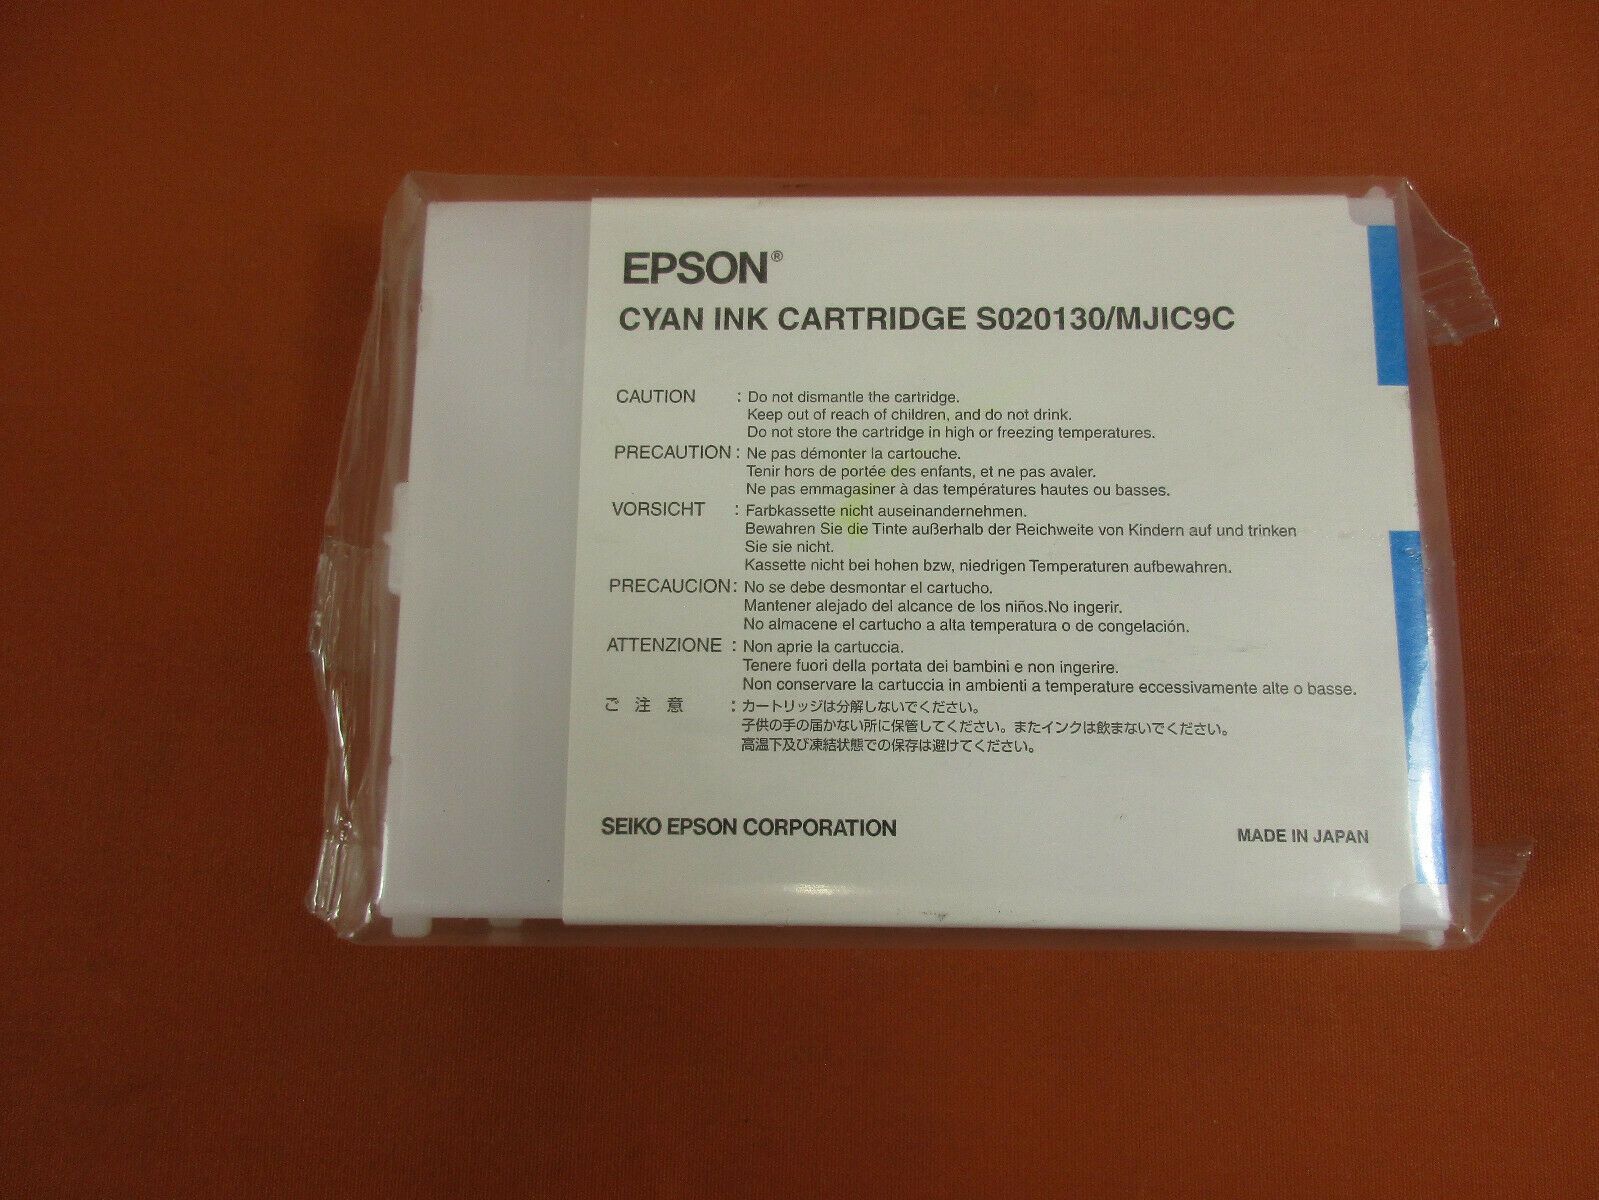 EPSON®
CYAN INK CARTRIDGE S020130/MJIC9C
CAUTION : Do not dismantle the cartridge.
Keep out of reach of children, and do not drink.
Do not store the cartridge in high or freezing temperatures.
PRECAUTION : Ne pas démonter la cartouche.
Tenir hors de portée des enfants, et ne pas avaler.
Ne pas emmagasiner à das températures hautes ou basses.
VORSICHT : Farbkassette nicht auseinandernehmen.
Bewahren Sie die Tinte außerhalb der Reichweite von Kindern auf und trinken
Sie sie nicht.
Kassette nicht bei hohen bzw, niedrigen Temperaturen aufbewahren.
PRECAUCION : No se debe desmontar el cartucho.
Mantener alejado del alcance de los niños.No ingerir.
No almacene el cartucho a alta temperatura o de congelación.
ATTENZIONE : Non aprie la cartuccia.
Tenere fuori della portata dei bambini e non ingerire.
Non conservare la cartuccia in ambienti a temperature eccessivamente alte o basse.
ご 注 意 : カートリッジは分解しないでください。
子供の手の届かない所に保管してください。またインクは飲まないでください。
高温下及び凍結状態での保存は避けてください。
SEIKO EPSON CORPORATION
MADE IN JAPAN